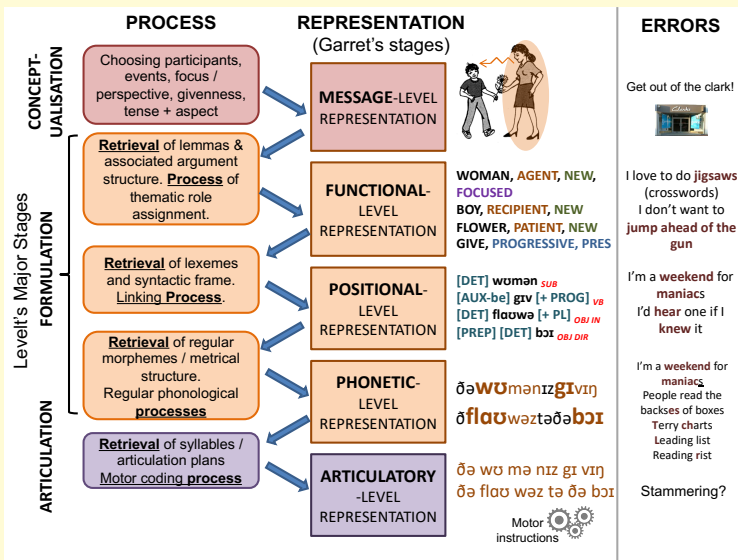 PROCESS
REPRESENTATION
(Garret's stages)
ERRORS
Levelt's Major Stages
CONCEPT-
UALISATION
FORMULATION
ARTICULATION
Choosing participants,
events, focus /
perspective, givenness,
tense + aspect
MESSAGE-LEVEL
REPRESENTATION
Get out of the clark!
Clarks
Retrieval of lemmas &
associated argument
structure. Process of
thematic role
assignment.
FUNCTIONAL-
LEVEL
REPRESENTATION
WOMAN, AGENT, NEW,
FOCUSED
BOY, RECIPIENT, NEW
FLOWER, PATIENT, NEW
GIVE, PROGRESSIVE, PRES
I love to do jigsaws
(crosswords)
I don't want to
jump ahead of the
gun
Retrieval of lexemes
and syntactic frame.
Linking Process.
POSITIONAL-
LEVEL
REPRESENTATION
[DET] wʊmən SUB
[AUX-be] gɪv [+ PROG] VB
[DET] flaʊwə [+ PL] OBJ IN
[PREP] [DET] bɔɪ OBJ DIR
I'm a weekend for
maniacs
I'd hear one if I
knew it
Retrieval of regular
morphemes / metrical
structure.
Regular phonological
processes
PHONETIC-
LEVEL
REPRESENTATION
ðəwʊmənɪzgɪvɪŋ
ðflaʊwəztəðəbɔɪ
I'm a weekend for
maniacs
People read the
backses of boxes
Terry charts
Leading list
Reading rist
Retrieval of syllables /
articulation plans
Motor coding process
ARTICULATORY
-LEVEL
REPRESENTATION
ðə wʊ mə nɪz gɪ vɪŋ
ðə flaʊ wəz tə ðə bɔɪ
Motor
instructions
Stammering?